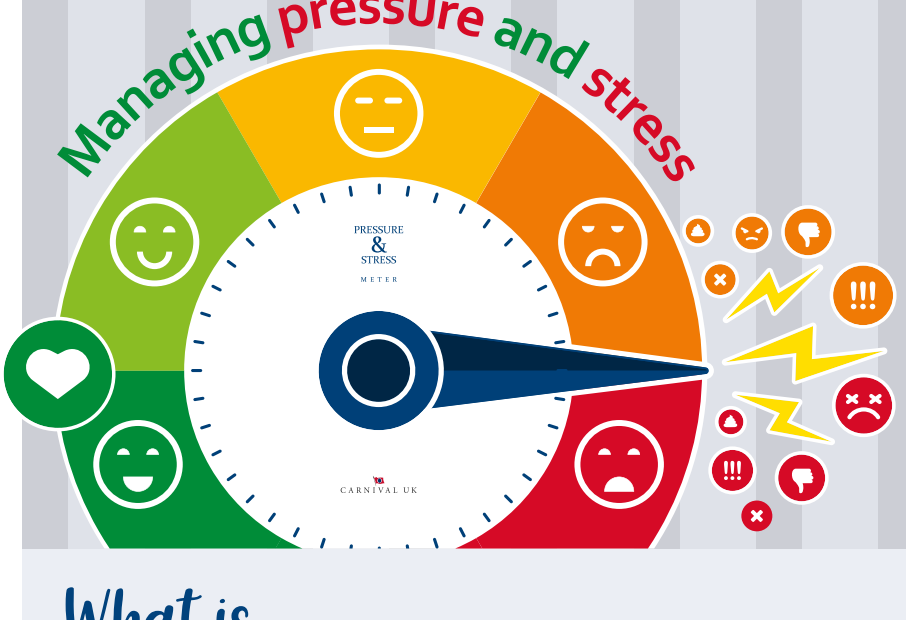 Managing pressure and stress
PRESSURE
&
STRESS
METER
!!!
CARNIVAL UK
!!!
What is